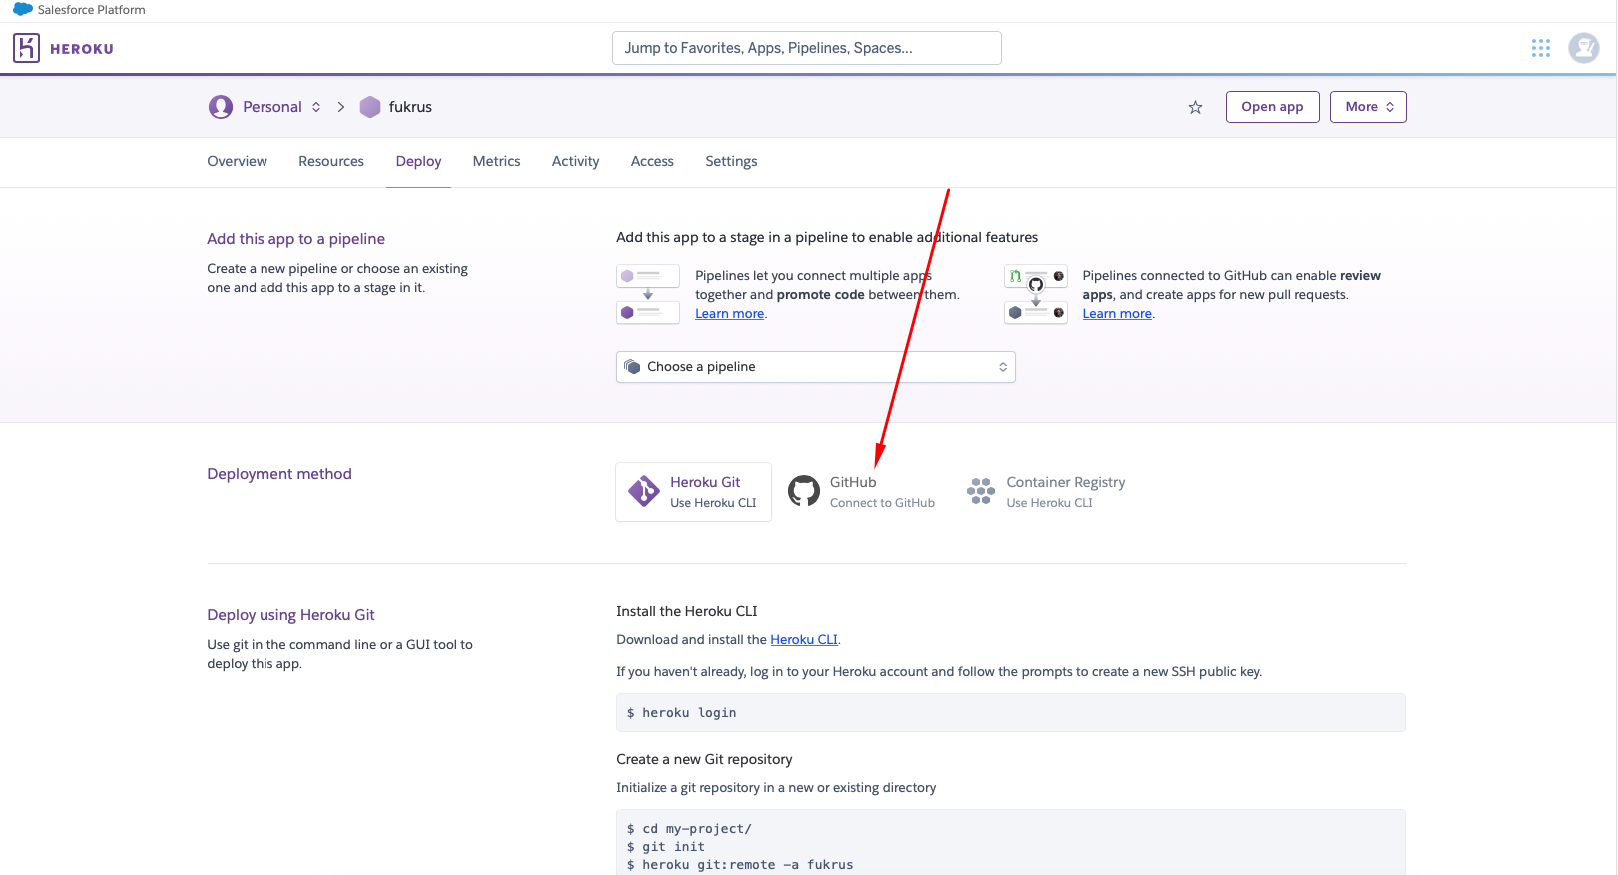 Salesforce Platform
HEROKU
Jump to Favorites, Apps, Pipelines, Spaces...
Personal
fukrus
Open app
More
Overview
Resources
Deploy
Metrics
Activity
Access
Settings
Add this app to a pipeline
Create a new pipeline or choose an existing
one and add this app to a stage in it.
Add this app to a stage in a pipeline to enable additional features
Pipelines let you connect multiple apps
together and promote code between them.
Learn more.
Pipelines connected to GitHub can enable review
apps, and create apps for new pull requests.
Learn more.
Choose a pipeline
Deployment method
Heroku Git
Use Heroku CLI
GitHub
Connect to GitHub
Container Registry
Use Heroku CLI
Deploy using Heroku Git
Use git in the command line or a GUI tool to
deploy this app.
Install the Heroku CLI
Download and install the Heroku CLI.
If you haven't already, log in to your Heroku account and follow the prompts to create a new SSH public key.
$ heroku login
Create a new Git repository
Initialize a git repository in a new or existing directory
$ cd my-project/
$ git init
$ heroku git:remote -a fukrus